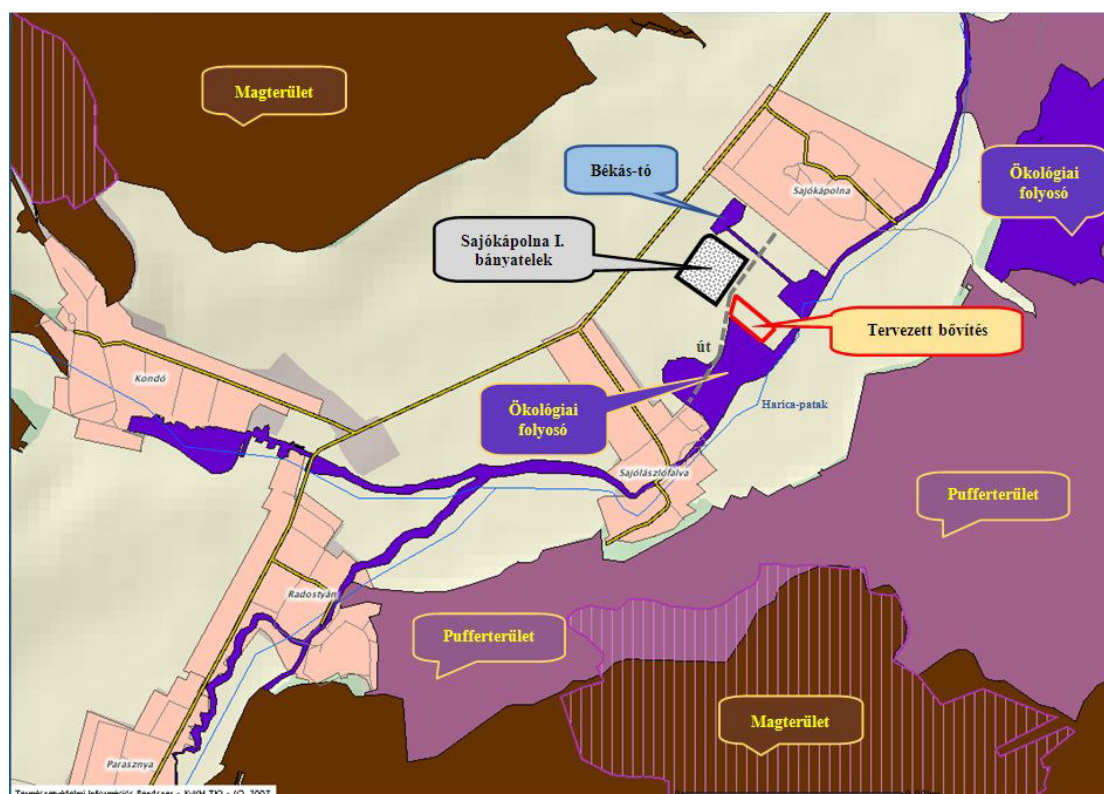 Magterület
Békás-tó
Ökológiai
folyosó
Sajókápolna
Sajókápolna I.
bányatelek
Tervezett bővítés
út
Kondó
Ökológiai
folyosó
Harica-patak
Sajólászlófalva
Pufferterület
Radostyán
Pufferterület
Magterület
Parasznya